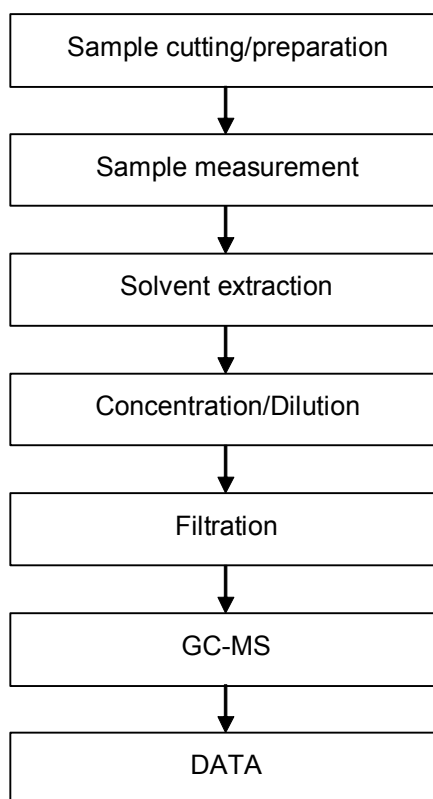 Sample cutting/preparation
Sample measurement
Solvent extraction
Concentration/Dilution
Filtration
GC-MS
DATA